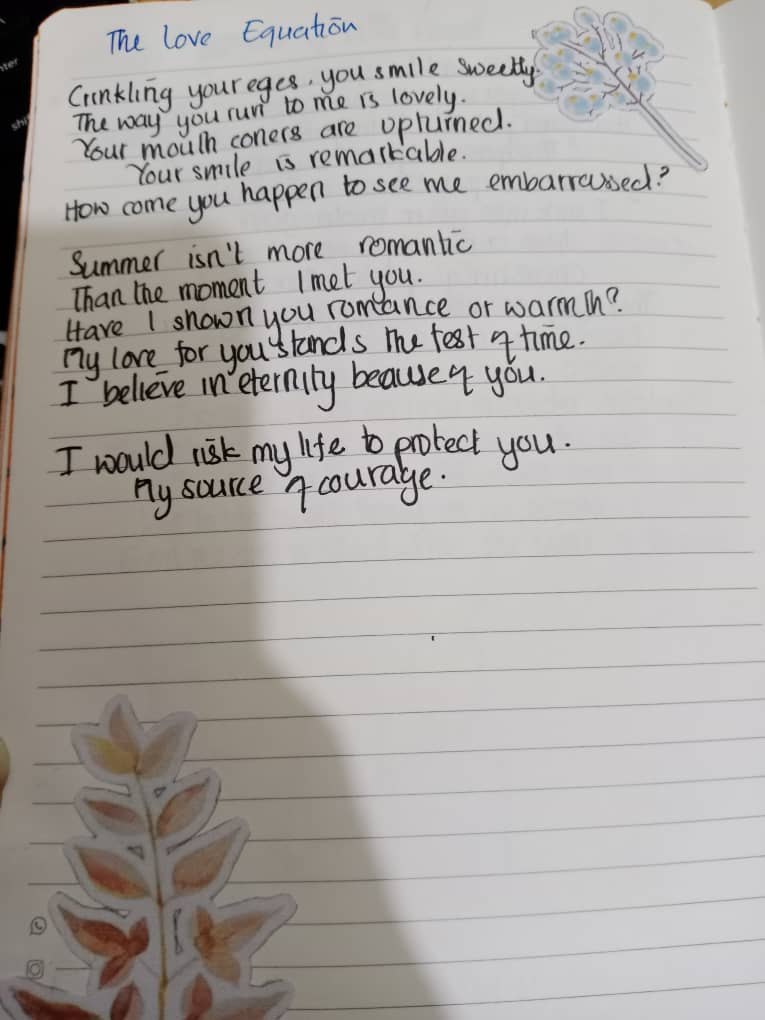 The Love Equation
Crinkling your eyes, you smile sweetly.
The way you run to me is lovely.
Your mouth coners are upturned.
Your smile is remarkable.
How come you happen to see me embarrassed?
Summer isn't more romantic
Than the moment I met you.
Have I shown you romance or warmth?
My love for you stands the test of time.
I believe in eternity beause of you.
I would risk my life to protect you.
My source of courage.